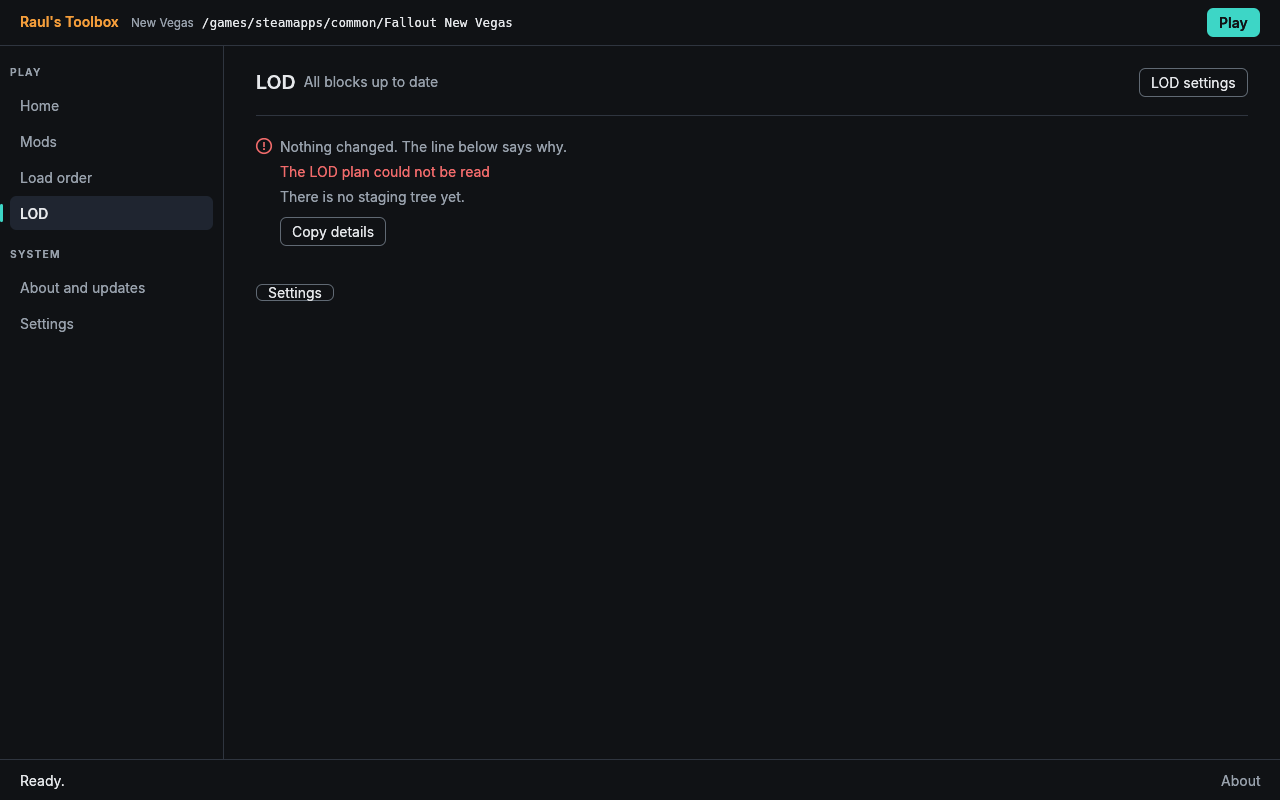 Raul's Toolbox New Vegas /games/steamapps/common/Fallout New Vegas Play
PLAY
Home
Mods
Load order
LOD
SYSTEM
About and updates
Settings
LOD All blocks up to date LOD settings
Nothing changed. The line below says why.
The LOD plan could not be read
There is no staging tree yet.
Copy details
Settings
Ready. About